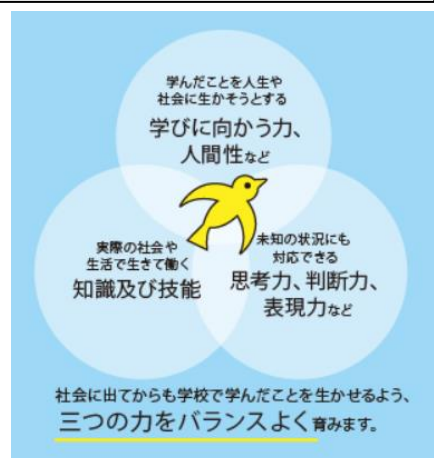 学んだことを人生や
社会に生かそうとする
学びに向かう力、
人間性など
実際の社会や
生活で生きて働く
知識及び技能
未知の状況にも
対応できる
思考力、判断力、
表現力など
社会に出てからも学校で学んだことを生かせるよう、
三つの力をバランスよく育みます。